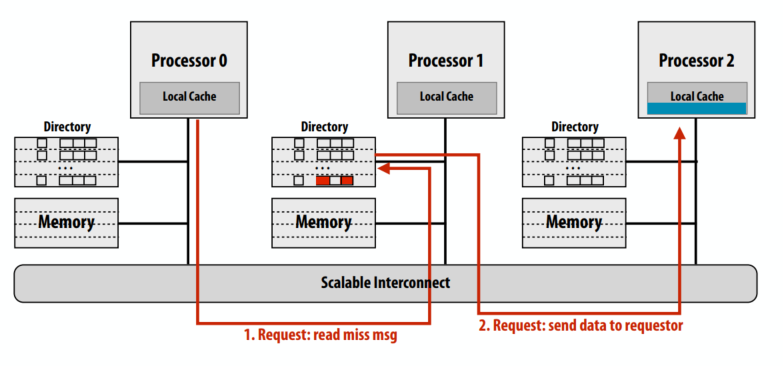 Processor 0
Local Cache
Directory
...
Memory
Processor 1
Local Cache
Directory
...
Memory
Processor 2
Local Cache
Directory
...
Memory
Scalable Interconnect
1. Request: read miss msg
2. Request: send data to requestor